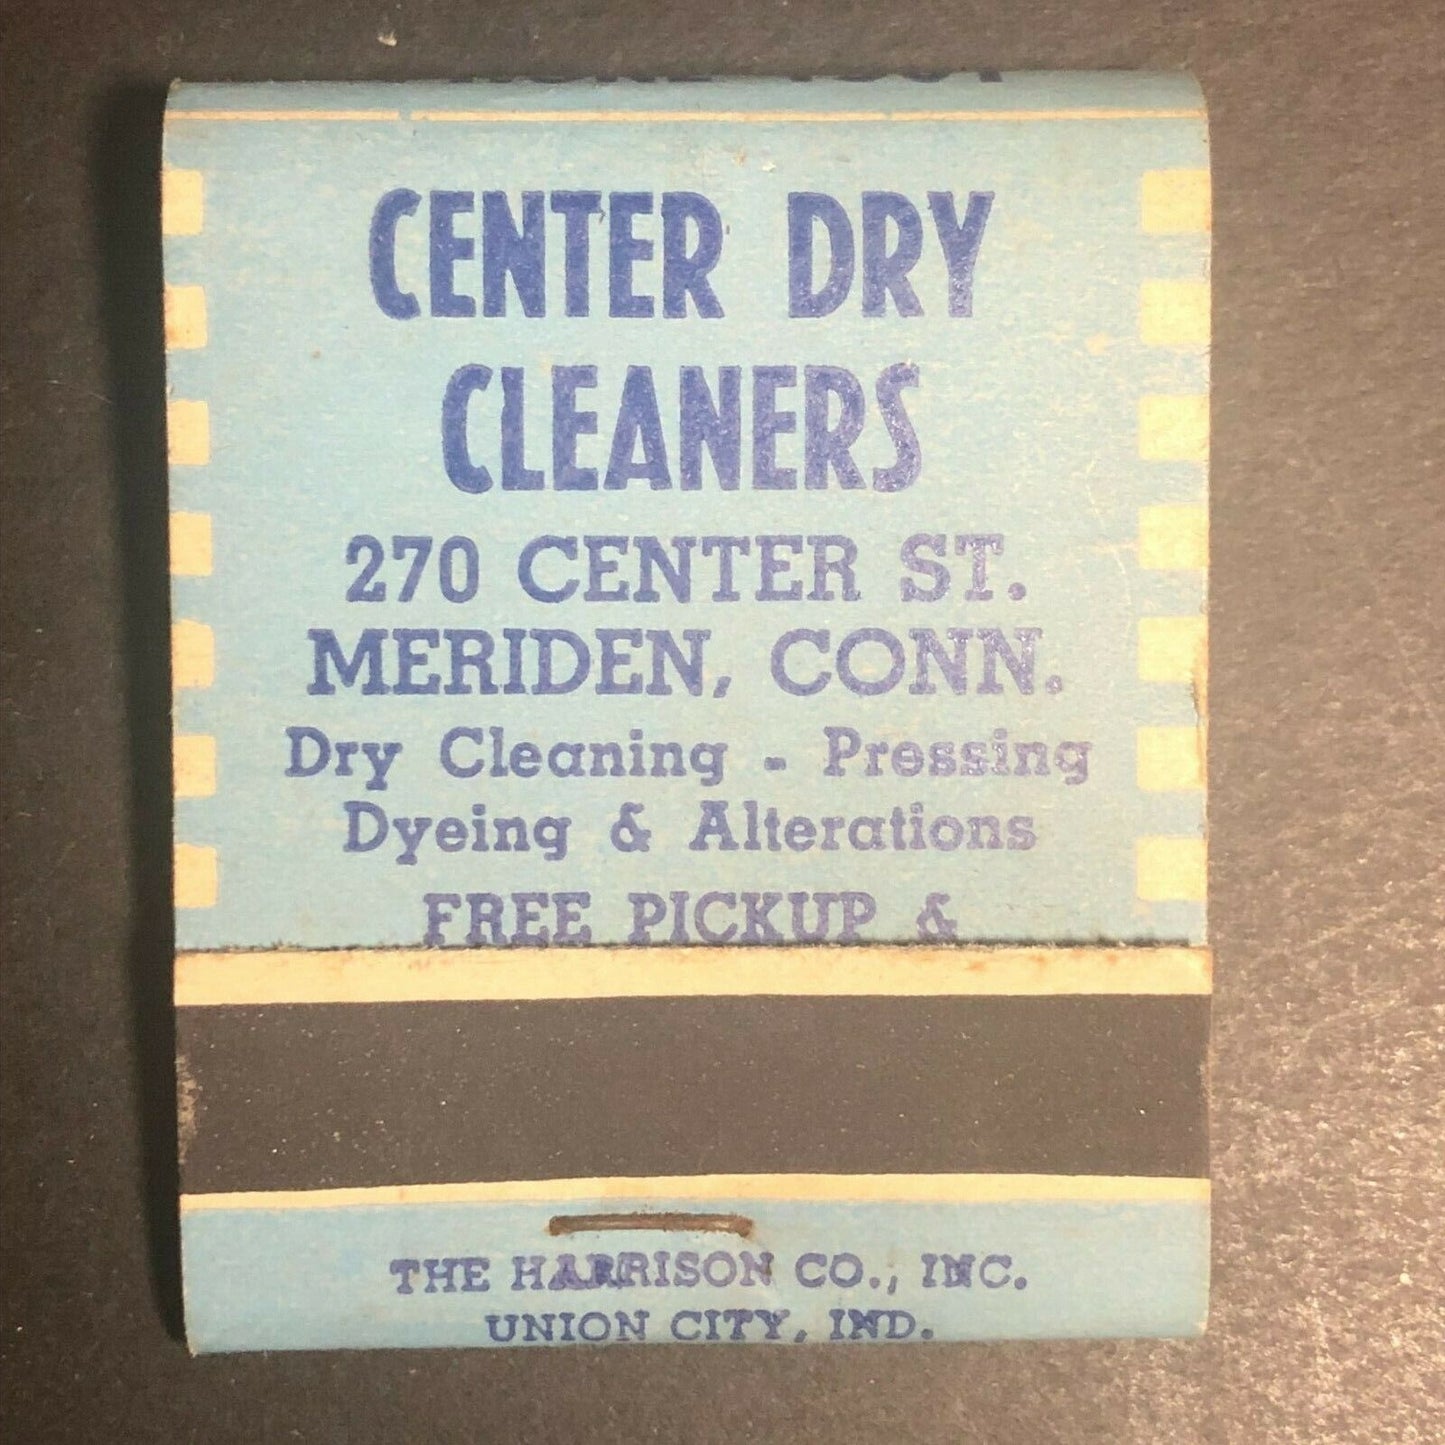 CENTER DRY
CLEANERS
270 CENTER ST.
MERIDEN, CONN.
Dry Cleaning - Pressing
Dyeing & Alterations
FREE PICKUP &
THE HARRISON CO., INC.
UNION CITY, IND.